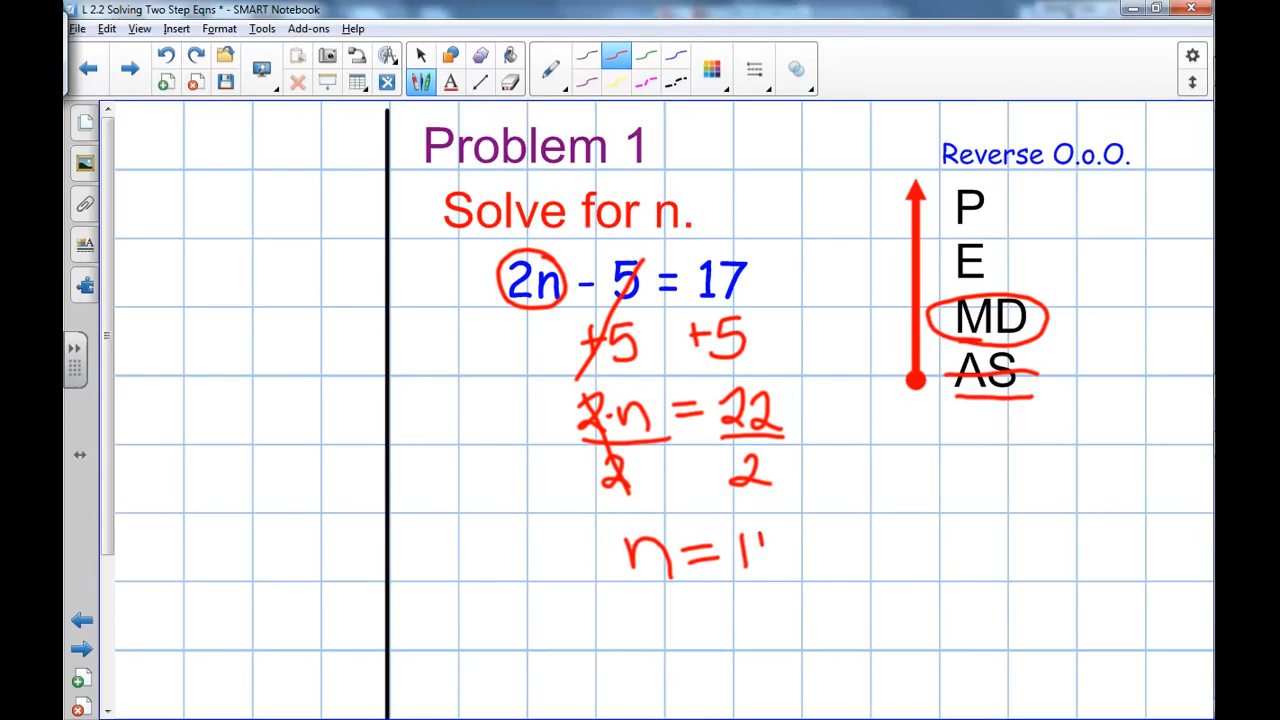 L 2.2 Solving Two Step Eqns * - SMART Notebook
File Edit View Insert Format Tools Add-ons Help
Problem 1
Reverse O.o.O.
Solve for n.
P
E
MD
AS
2n - 5 = 17
+5 +5
2·n = 22
2 2
n = 11